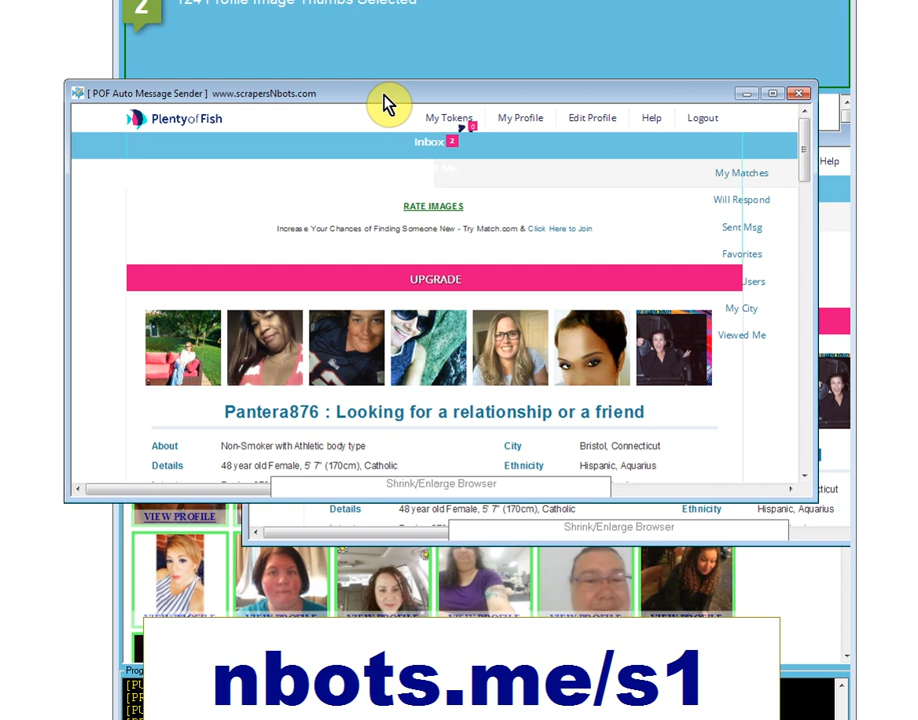 2
124 Profile Image Thumbs Selected
[ POF Auto Message Sender ] www.scrapersNbots.com
PlentyofFish
My Tokens
My Profile
Edit Profile
Help
Logout
Help
Inbox 2
My Matches
Will Respond
Sent Msg
Favorites
Users
My City
Viewed Me
RATE IMAGES
Increase Your Chances of Finding Someone New - Try Match.com & Click Here to Join
UPGRADE
Pantera876 : Looking for a relationship or a friend
About Non-Smoker with Athletic body type City Bristol, Connecticut
Details 48 year old Female, 5' 7" (170cm), Catholic Ethnicity Hispanic, Aquarius
Shrink/Enlarge Browser
Details 48 year old Female, 5' 7" (170cm), Catholic Ethnicity Hispanic, Aquarius
Shrink/Enlarge Browser
VIEW PROFILE
nbots.me/s1